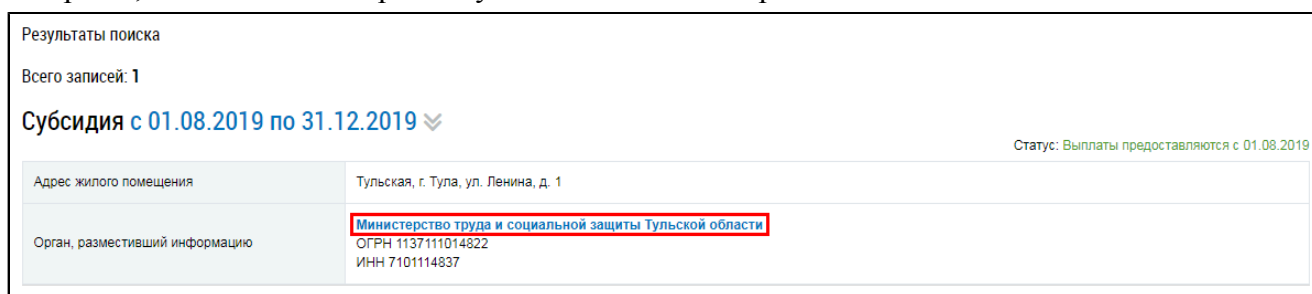 Результаты поиска
Всего записей: 1
Субсидия с 01.08.2019 по 31.12.2019
Статус: Выплаты предоставляются с 01.08.2019
Адрес жилого помещения
Тульская, г. Тула, ул. Ленина, д. 1
Орган, разместивший информацию
Министерство труда и социальной защиты Тульской области
ОГРН 1137111014822
ИНН 7101114837